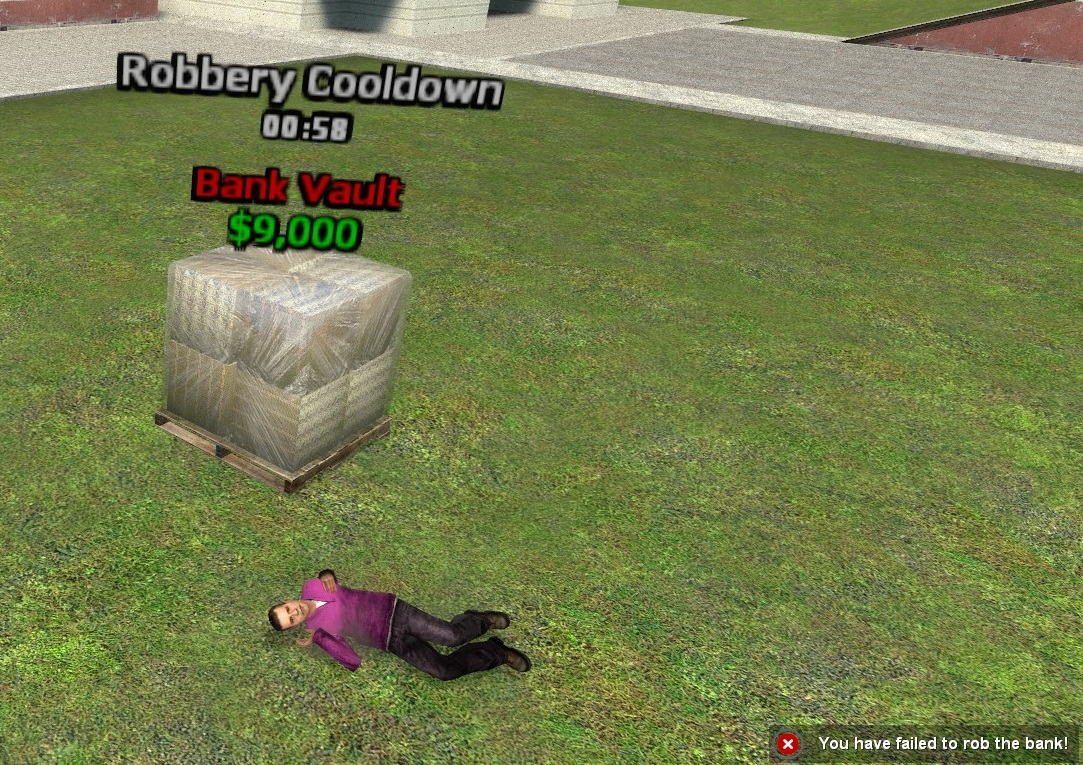 Robbery Cooldown
00:58
Bank Vault
$9,000
You have failed to rob the bank!